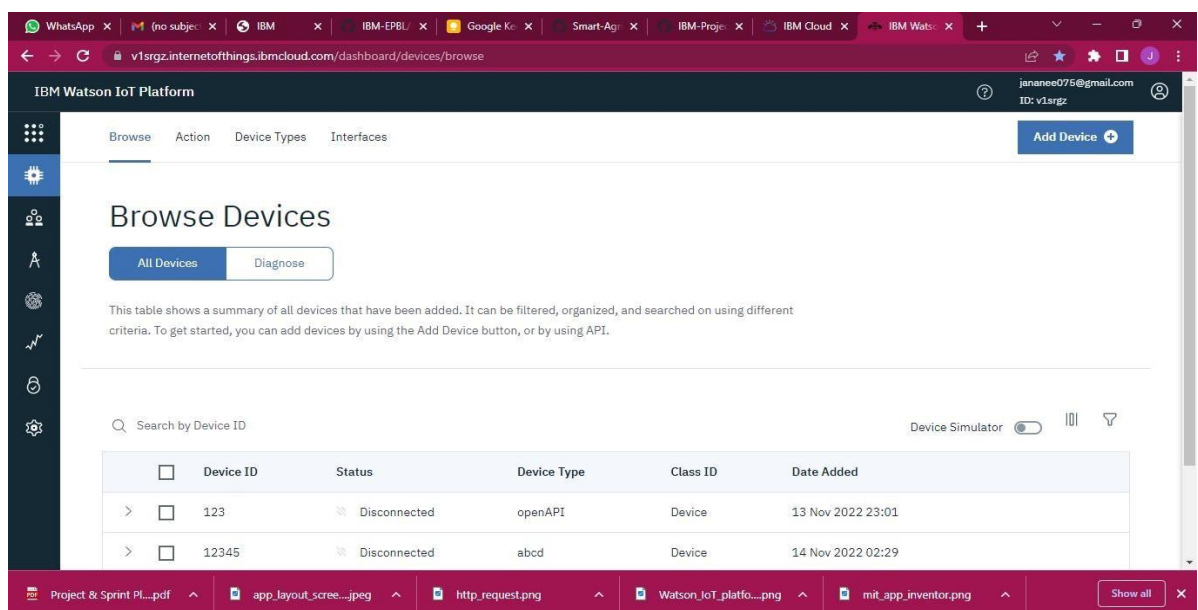 WhatsApp
(no subjec
IBM
IBM-EPBL/
Google Ke
Smart-Agr
IBM-Projec
IBM Cloud
IBM Watsc
v1srgz.internetofthings.ibmcloud.com/dashboard/devices/browse
J
IBM Watson IoT Platform
jananee075@gmail.com
ID: v1srgz
Browse Action Device Types Interfaces
Add Device
Browse Devices
All Devices Diagnose
This table shows a summary of all devices that have been added. It can be filtered, organized, and searched on using different
criteria. To get started, you can add devices by using the Add Device button, or by using API.
Search by Device ID
Device Simulator
Device ID Status Device Type Class ID Date Added
123 Disconnected openAPI Device 13 Nov 2022 23:01
12345 Disconnected abcd Device 14 Nov 2022 02:29
Project & Sprint Pl....pdf
app_layout_scree....jpeg
http_request.png
Watson_IoT_platfo....png
mit_app_inventor.png
Show all